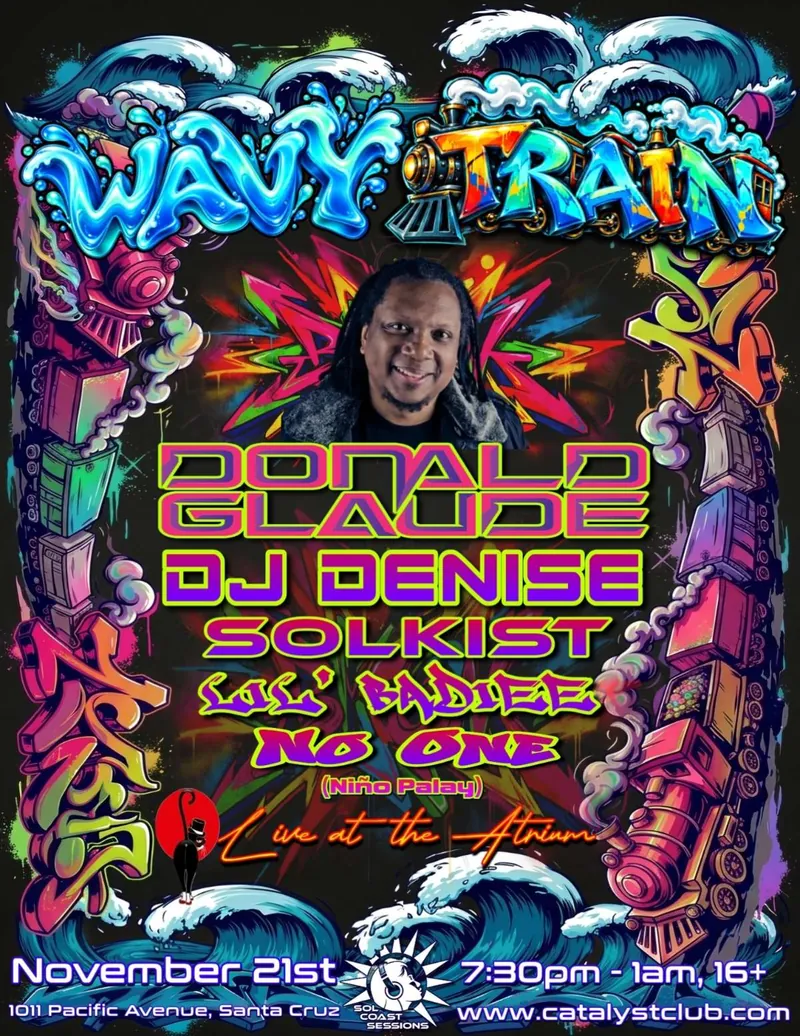 WAVY TRAIN
DONALD
GLAUDE
DJ DENISE
SOLKIST
LIL' BADIEE
NO ONE
(Niño Palay)
Live at the Atrium
November 21st
7:30pm - 1am, 16+
1011 Pacific Avenue, Santa Cruz
SOL
COAST
SESSIONS
www.catalystclub.com